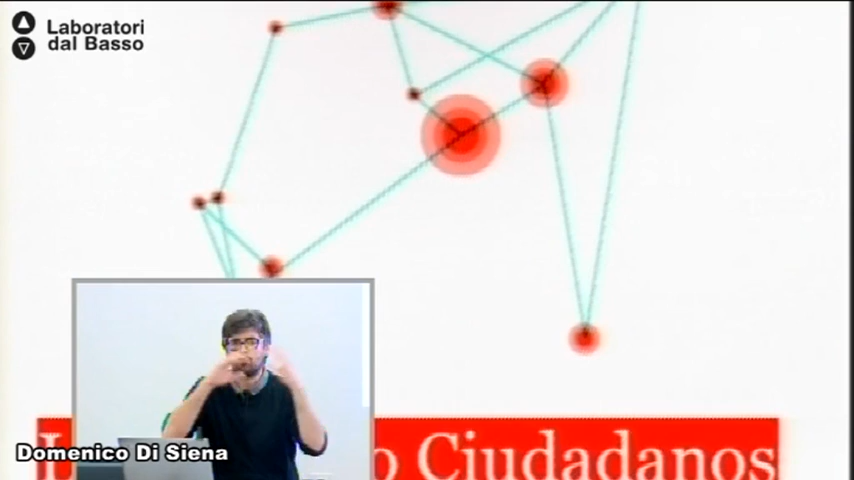 Laboratori
dal Basso
Ciudadanos
Domenico Di Siena